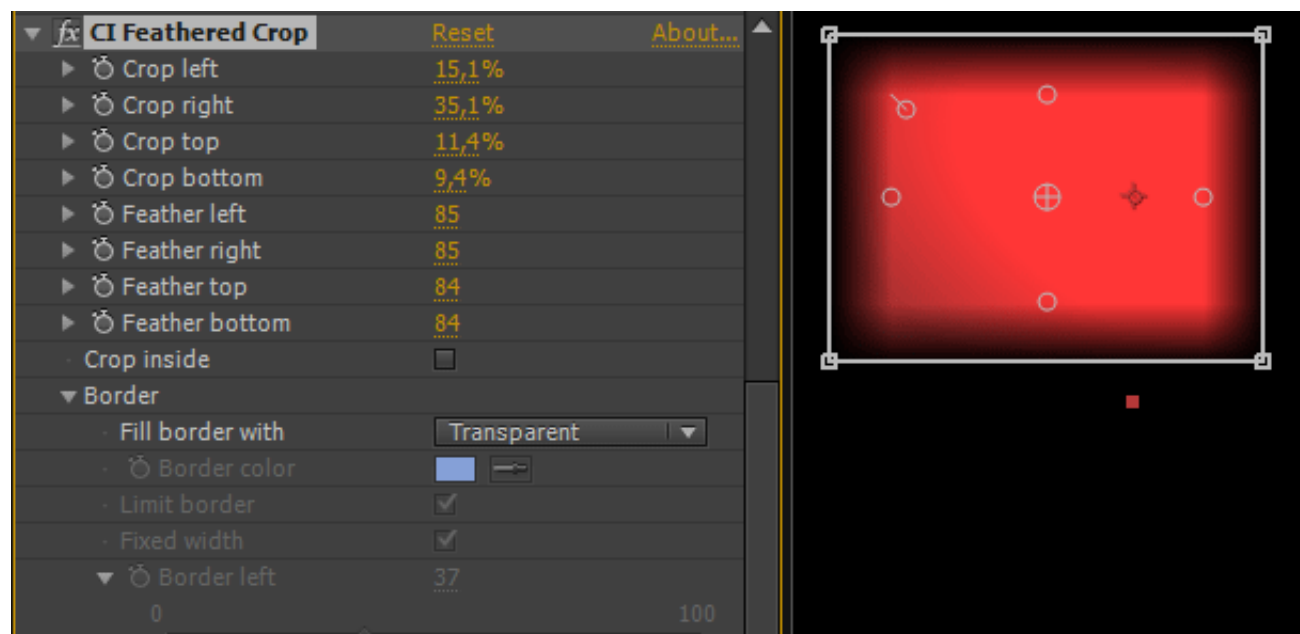 fx CI Feathered Crop Reset About...
Crop left 15,1%
Crop right 35,1%
Crop top 11,4%
Crop bottom 9,4%
Feather left 85
Feather right 85
Feather top 84
Feather bottom 84
Crop inside
Border
Fill border with Transparent
Border color
Limit border
Fixed width
Border left 37
0 100